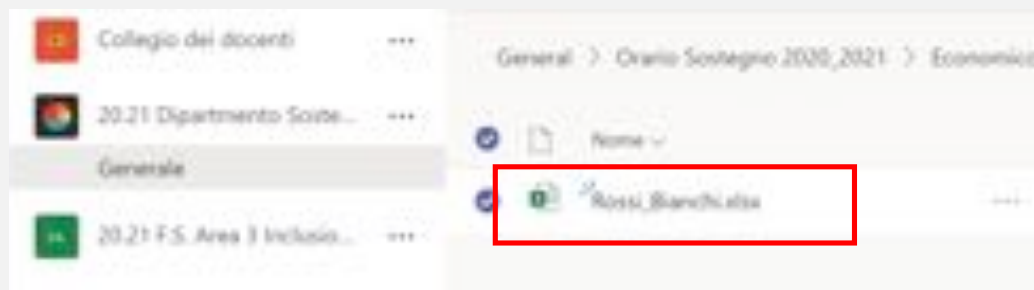 Collegio dei docenti
20.21 Dipartmento Soste...
Generale
20.21 F.S. Area 3 Inclusio...
General > Orario Sostegno 2020_2021 > Economico
Nome
Rossi_Bianchi.xlsx